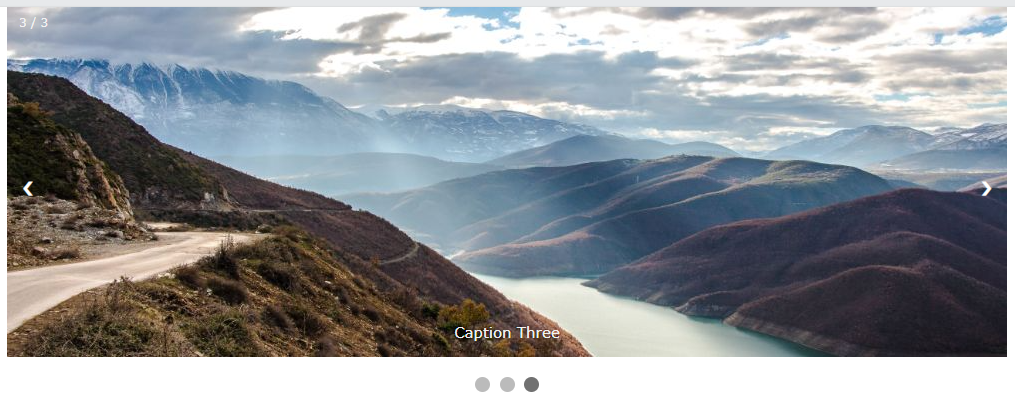 3 / 3
❮
❯
Caption Three